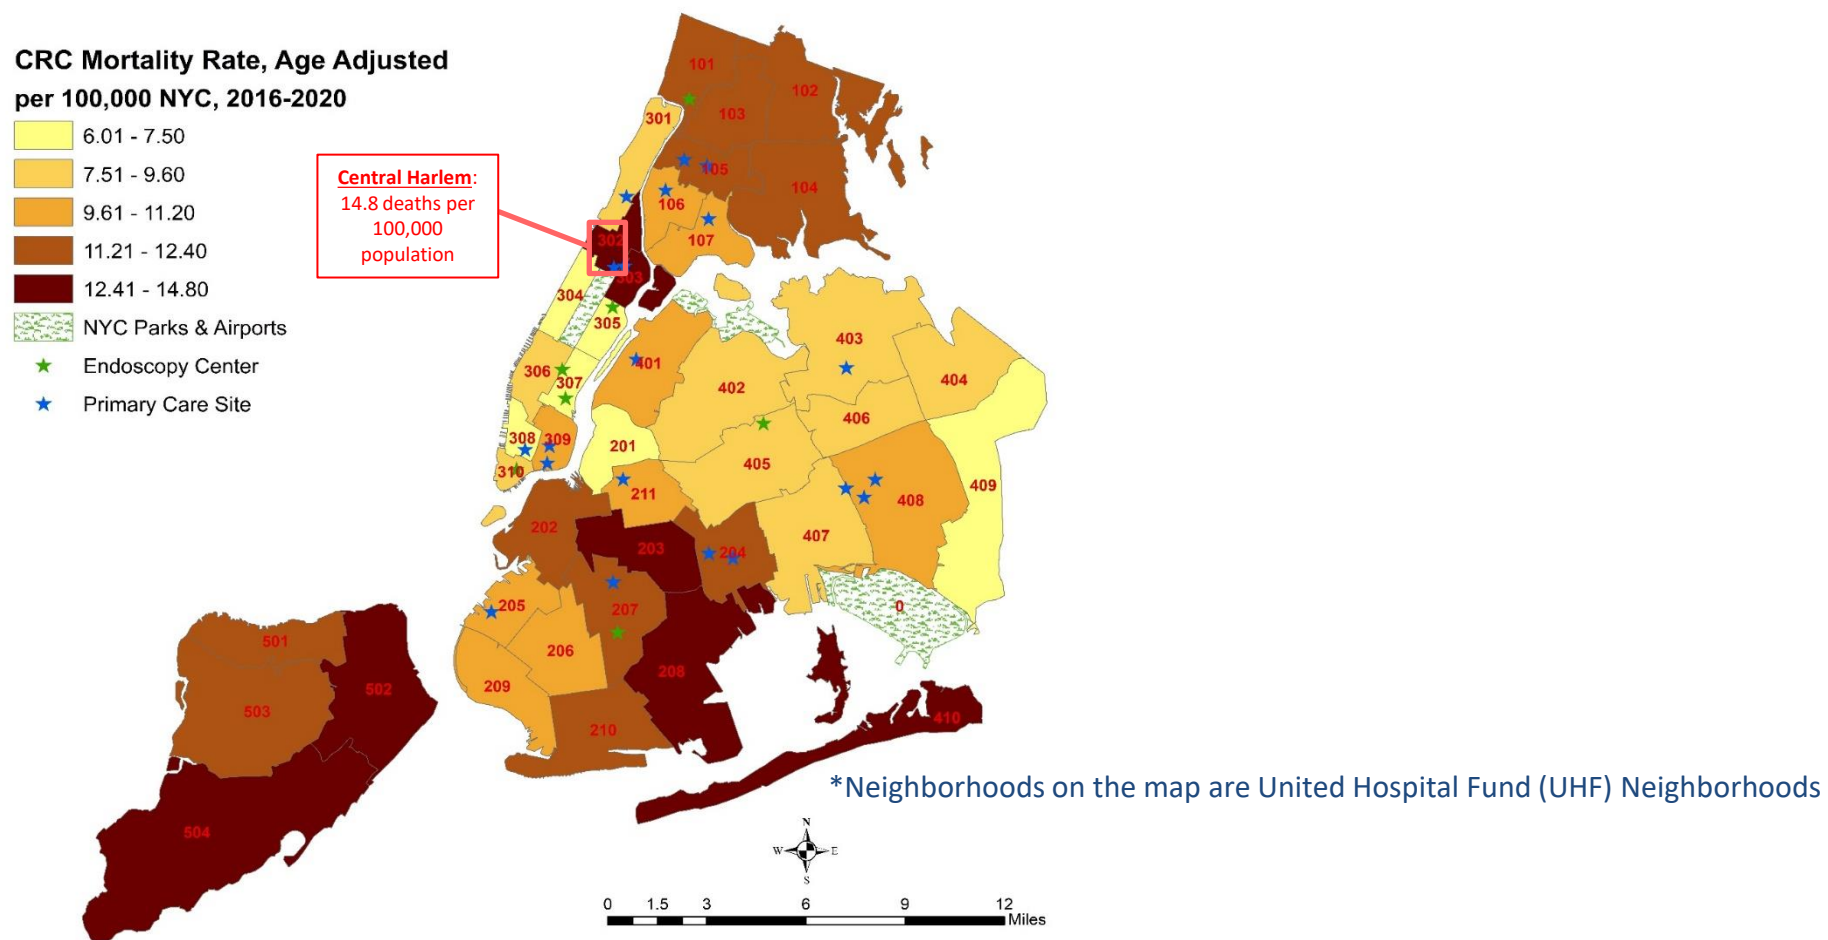 CRC Mortality Rate, Age Adjusted
per 100,000 NYC, 2016-2020
6.01 - 7.50
7.51 - 9.60
9.61 - 11.20
11.21 - 12.40
12.41 - 14.80
NYC Parks & Airports
Endoscopy Center
Primary Care Site
Central Harlem:
14.8 deaths per
100,000
population
101
102
103
301
105
104
106
107
302
303
304
305
403
306
307
401
402
404
406
308
309
201
310
405
409
211
408
202
203
204
407
205
207
0
206
208
209
210
410
501
502
503
504
*Neighborhoods on the map are United Hospital Fund (UHF) Neighborhoods
N
W E
S
0 1.5 3 6 9 12
Miles